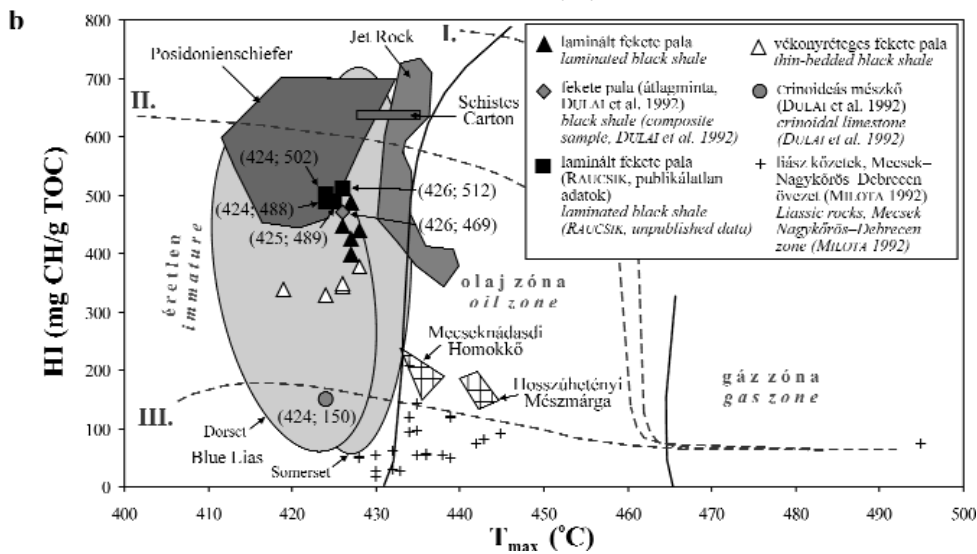 b
800
700
600
500
400
300
200
100
0
HI (mg CH/g TOC)
400
410
420
430
440
450
460
470
480
490
500
Tmax (°C)
Posidonienschiefer
Jet Rock
Schistes
Carton
I.
II.
III.
(424; 502)
(424; 488)
(425; 489)
(426; 512)
(426; 469)
(424; 150)
éretlen
immature
olaj zóna
oil zone
gáz zóna
gas zone
Mecseknádasdi
Homokkő
Hosszúhetényi
Mészmárga
Dorset
Blue Lias
Somerset
laminált fekete pala
laminated black shale
fekete pala (átlagminta,
DULAI et al. 1992)
black shale (composite
sample, DULAI et al. 1992)
laminált fekete pala
(RAUCSIK, publikálatlan
adatok)
laminated black shale
(RAUCSIK, unpublished data)
vékonyréteges fekete pala
thin-bedded black shale
Crinoideás mészkő
(DULAI et al. 1992)
crinoidal limestone
(DULAI et al. 1992)
liász kőzetek, Mecsek–
Nagykőrös–Debrecen
övezet (MILOTA 1992)
Liassic rocks, Mecsek
Nagykőrös–Debrecen
zone (MILOTA 1992)